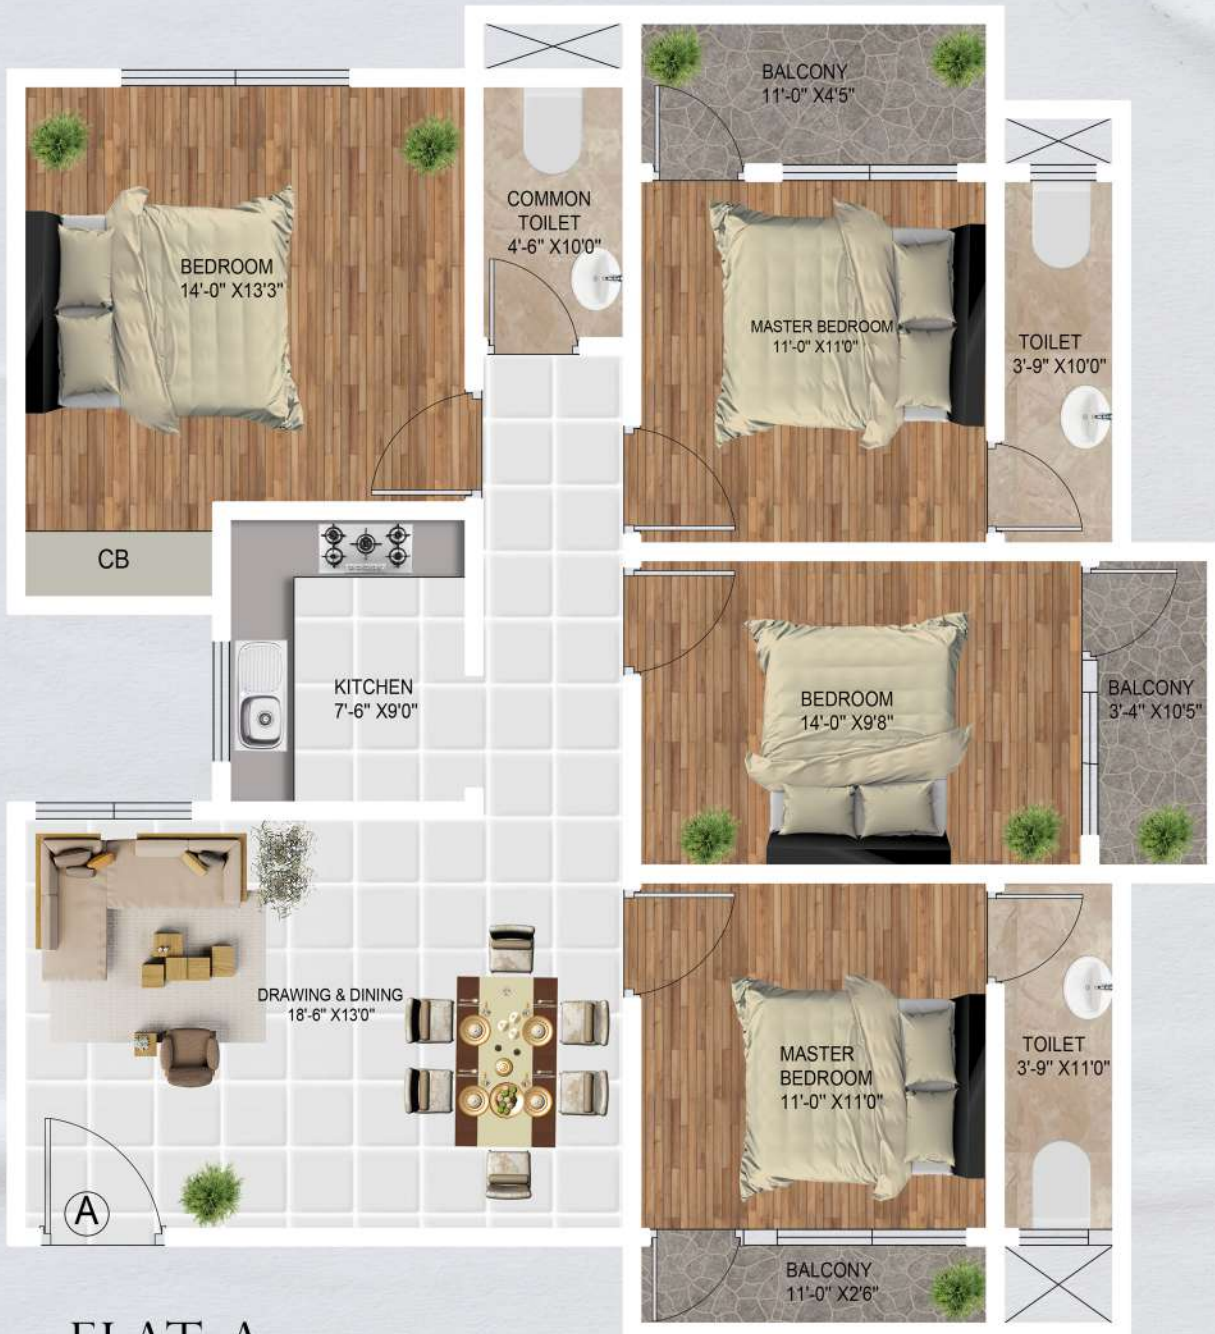 BALCONY
11'-0" X4'5"
COMMON
TOILET
4'-6" X10'0"
BEDROOM
14'-0" X13'3"
MASTER BEDROOM
11'-0" X11'0"
TOILET
3'-9" X10'0"
CB
KITCHEN
7'-6" X9'0"
BEDROOM
14'-0" X9'8"
BALCONY
3'-4" X10'5"
DRAWING & DINING
18'-6" X13'0"
MASTER
BEDROOM
11'-0" X11'0"
TOILET
3'-9" X11'0"
A
BALCONY
11'-0" X2'6"
FLAT A